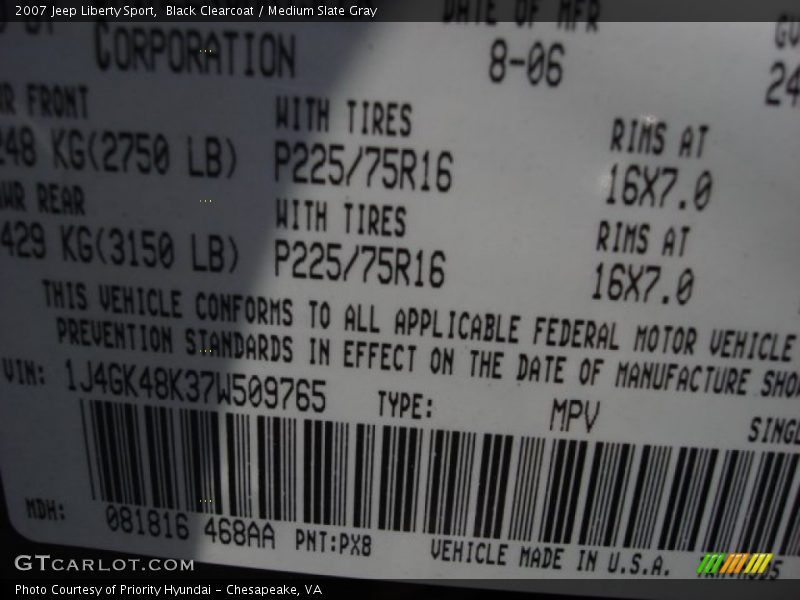 2007 Jeep Liberty Sport, Black Clearcoat / Medium Slate Gray
DATE OF MFR
CORPORATION 8-06
FRONT WITH TIRES RIMS AT
KG(2750 LB) P225/75R16 16X7.0
REAR WITH TIRES RIMS AT
KG(3150 LB) P225/75R16 16X7.0
THIS VEHICLE CONFORMS TO ALL APPLICABLE FEDERAL MOTOR VEHICLE
PREVENTION STANDARDS IN EFFECT ON THE DATE OF MANUFACTURE
VIN: 1J4GK48K37W509765 TYPE: MPV
MDH: 081816 468AA PNT:PX8 VEHICLE MADE IN U.S.A.
GTCARLOT.COM
Photo Courtesy of Priority Hyundai - Chesapeake, VA